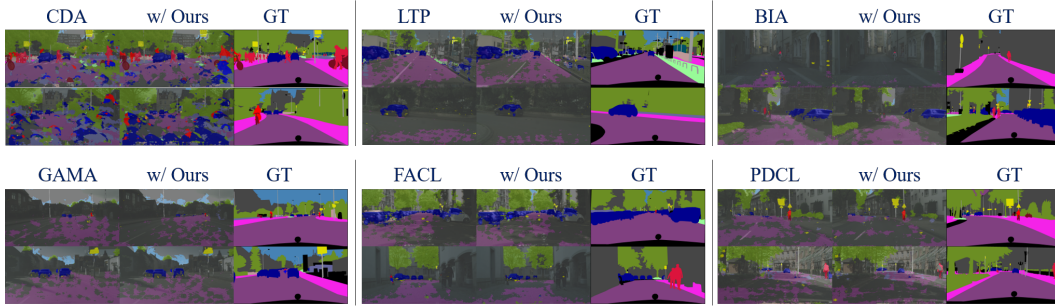 CDA w/ Ours GT LTP w/ Ours GT BIA w/ Ours GT
GAMA w/ Ours GT FACL w/ Ours GT PDCL w/ Ours GT